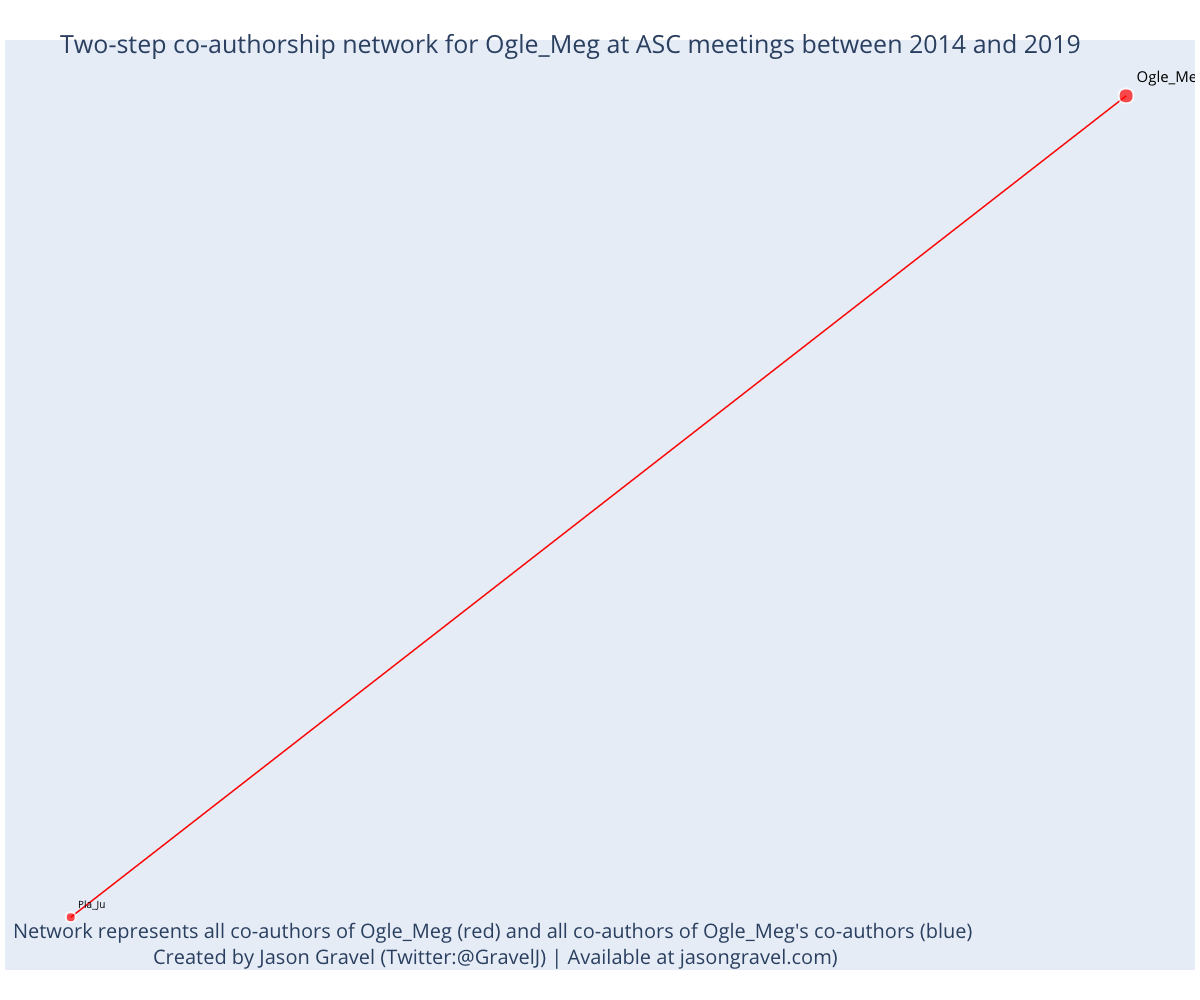 Two-step co-authorship network for Ogle_Meg at ASC meetings between 2014 and 2019
Ogle_Me
Pla_Ju
Network represents all co-authors of Ogle_Meg (red) and all co-authors of Ogle_Meg's co-authors (blue)
Created by Jason Gravel (Twitter:@GravelJ) | Available at jasongravel.com)